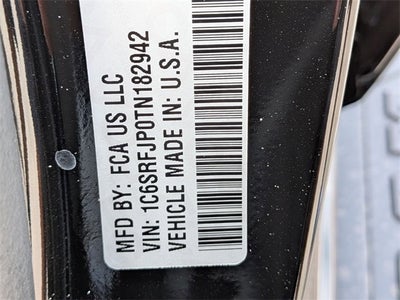 MFD BY: FCA US LLC
VIN: 1C6SRFJP0TN182942
VEHICLE MADE IN: U.S.A.